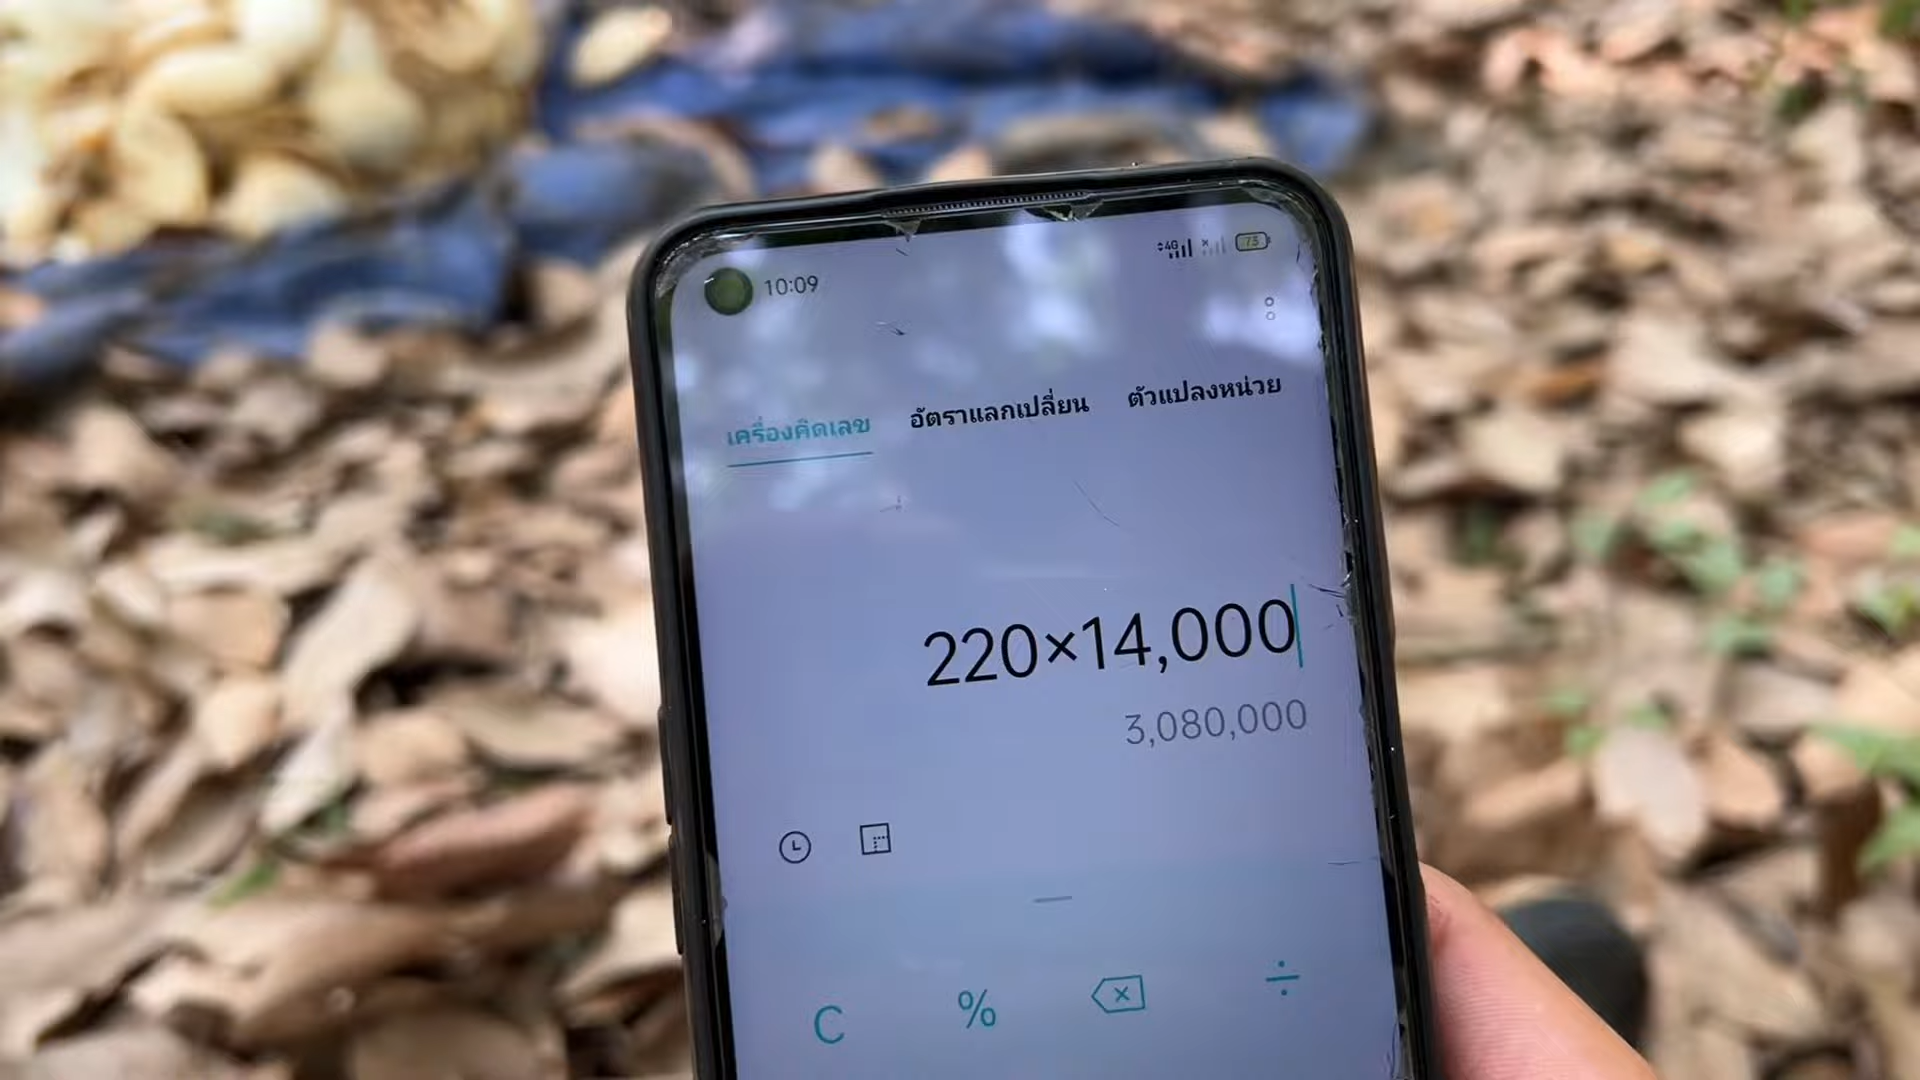 10:09 4G 73
เครื่องคิดเลข อัตราแลกเปลี่ยน ตัวแปลงหน่วย
220×14,000
3,080,000
C % ÷